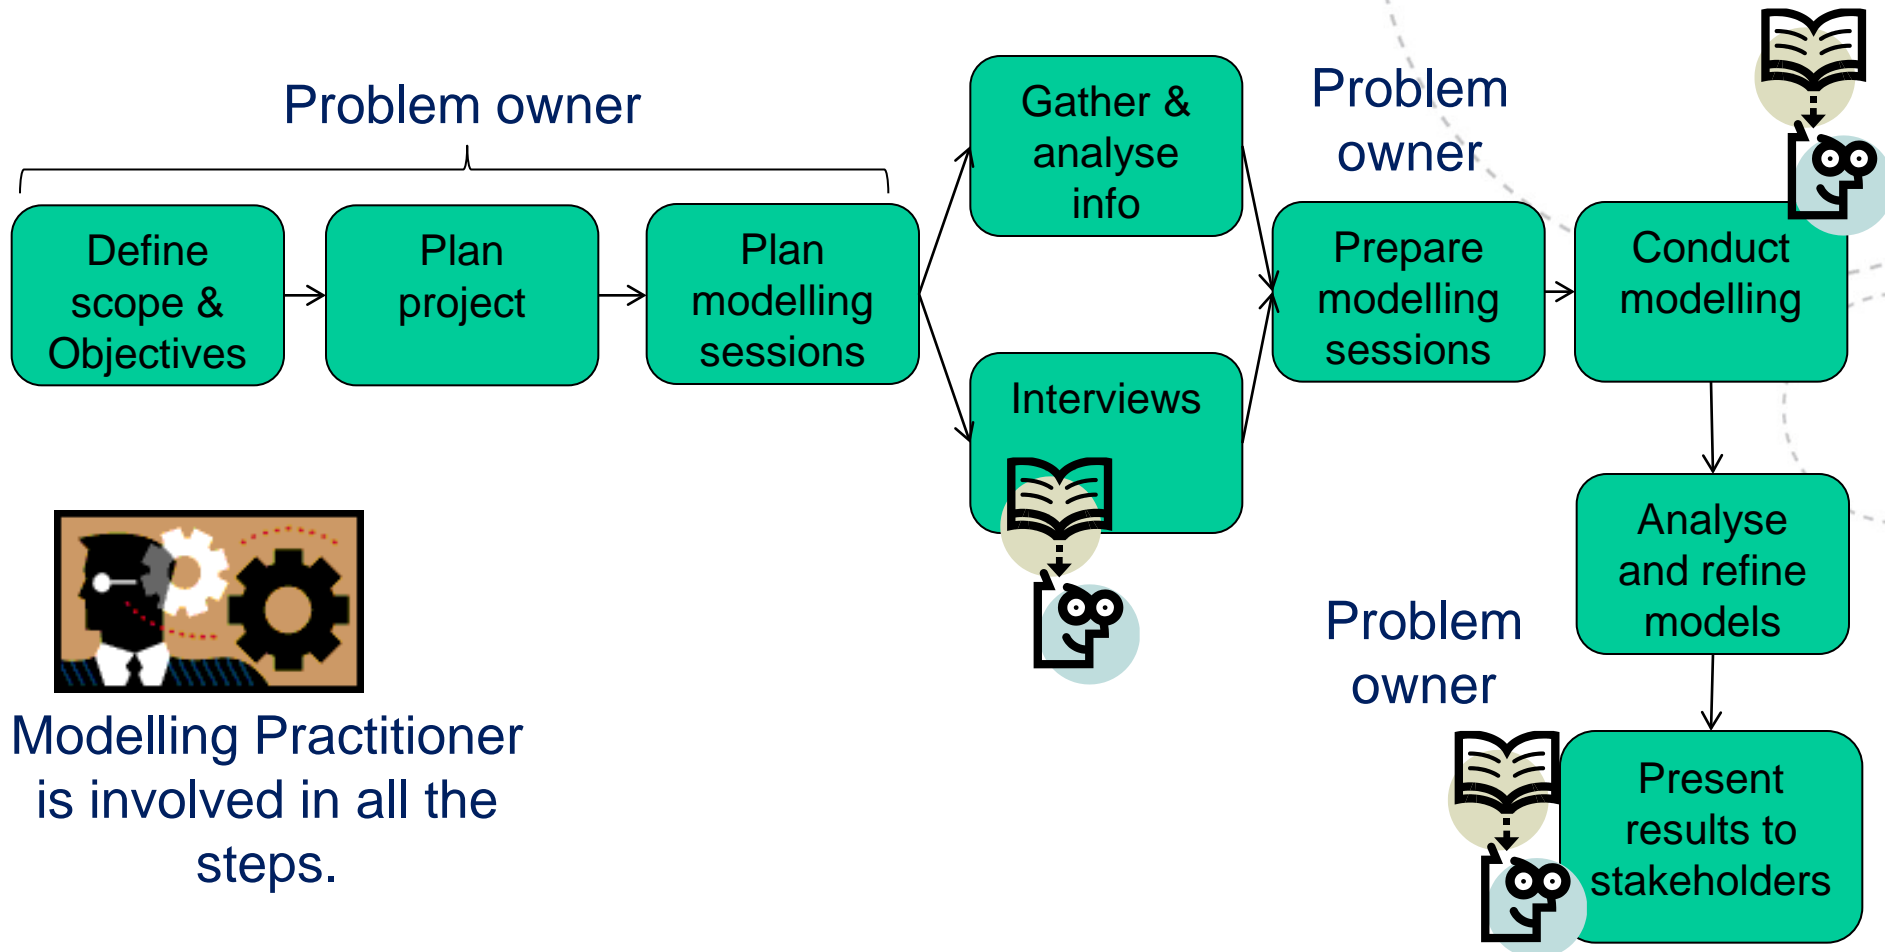 Problem owner
Define
scope &
Objectives
Plan
project
Plan
modelling
sessions
Gather &
analyse
info
Interviews
Problem
owner
Prepare
modelling
sessions
Conduct
modelling
Analyse
and refine
models
Problem
owner
Present
results to
stakeholders
Modelling Practitioner
is involved in all the
steps.